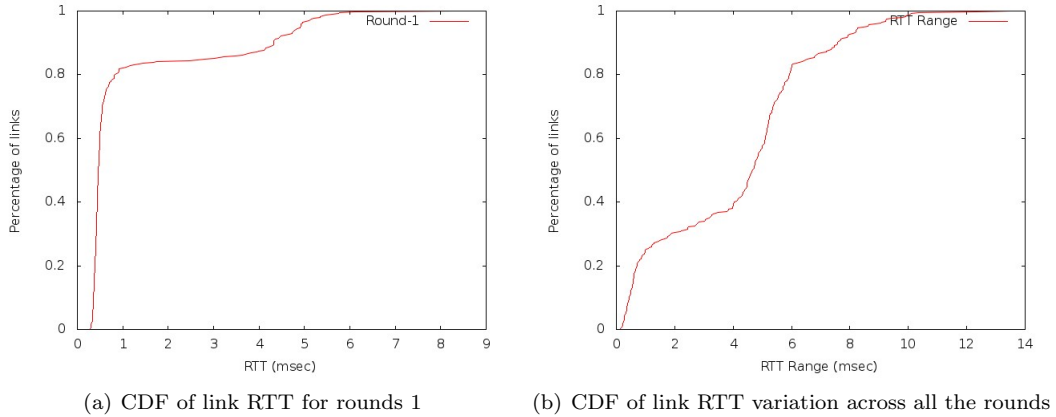 1
0.8
0.6
0.4
0.2
0
Percentage of links
Round-1
0 1 2 3 4 5 6 7 8 9
RTT (msec)
(a) CDF of link RTT for rounds 1
1
0.8
0.6
0.4
0.2
0
Percentage of links
RTT Range
0 2 4 6 8 10 12 14
RTT Range (msec)
(b) CDF of link RTT variation across all the rounds